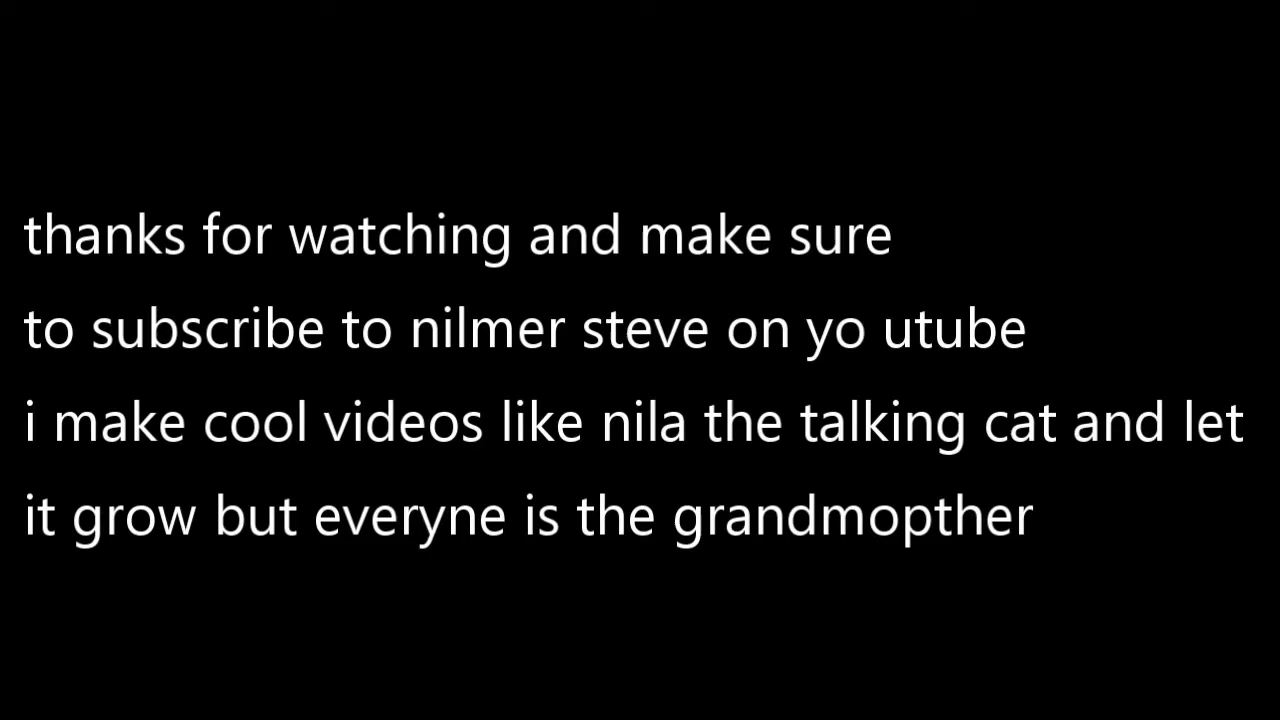 thanks for watching and make sure
to subscribe to nilmer steve on yo utube
i make cool videos like nila the talking cat and let
it grow but everyne is the grandmopther